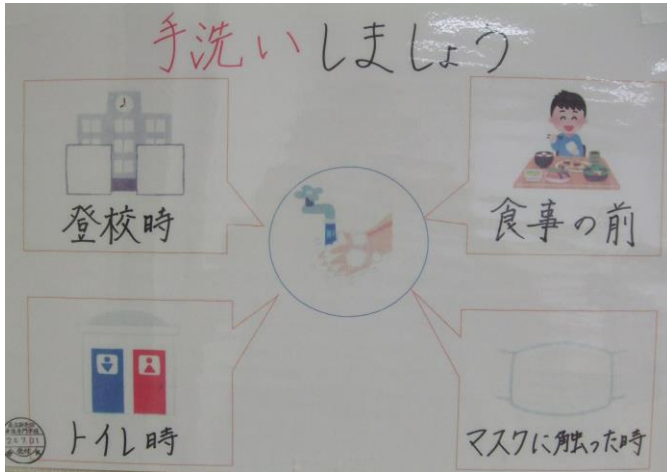 手洗いしましょう
登校時
食事の前
トイレ時
マスクに触った時